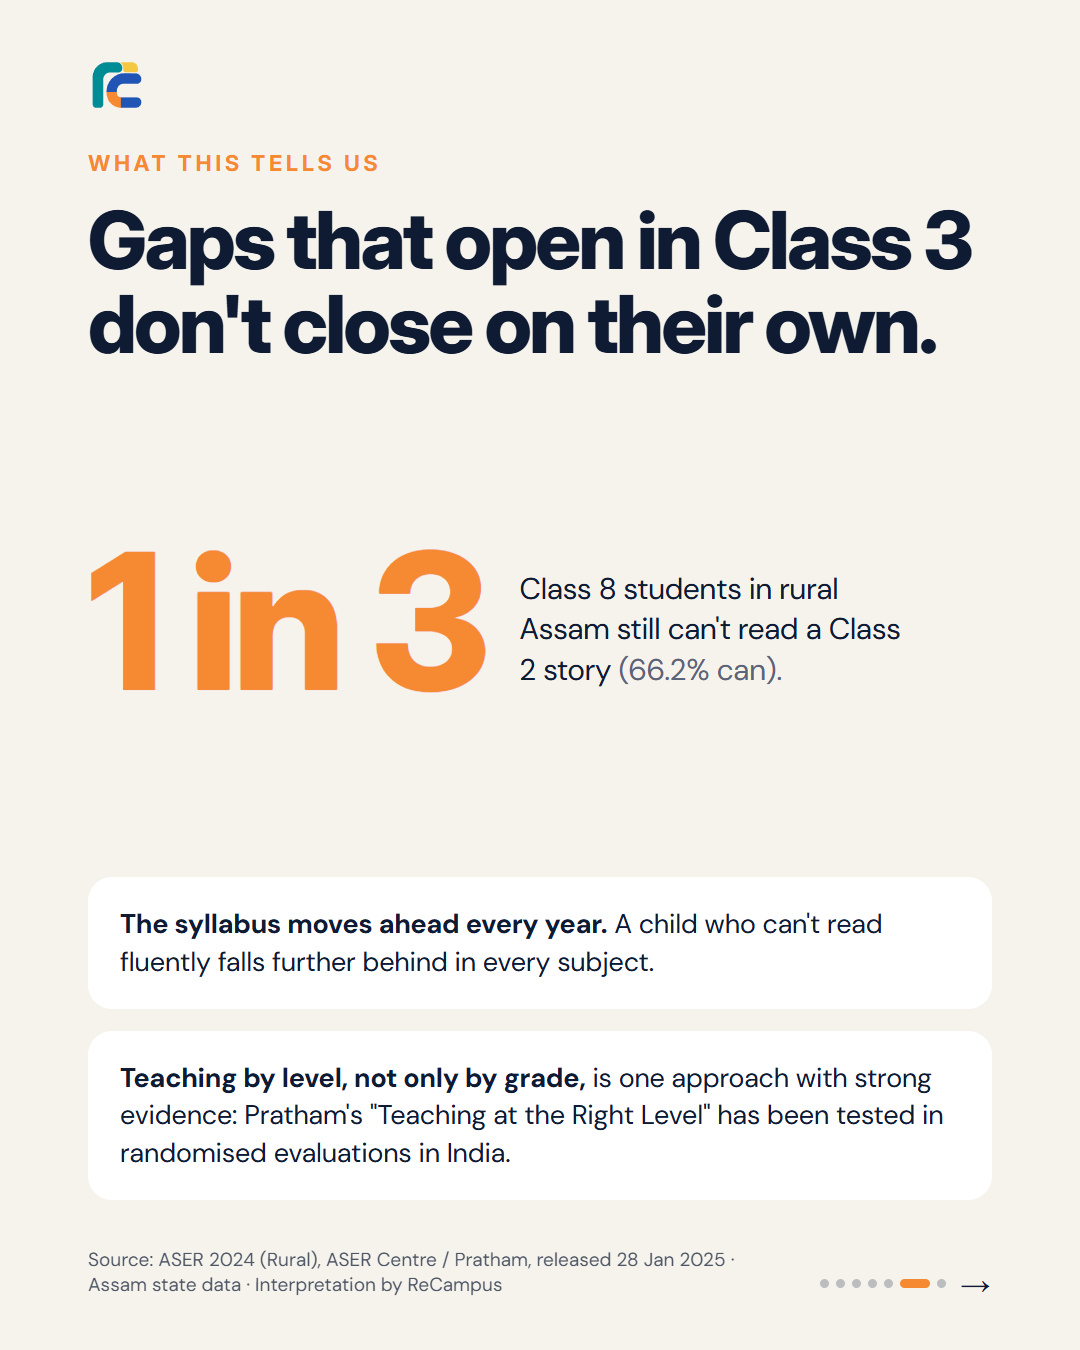 WHAT THIS TELLS US
Gaps that open in Class 3
don't close on their own.
1 in 3
Class 8 students in rural
Assam still can't read a Class
2 story (66.2% can).
The syllabus moves ahead every year. A child who can't read
fluently falls further behind in every subject.
Teaching by level, not only by grade, is one approach with strong
evidence: Pratham's "Teaching at the Right Level" has been tested in
randomised evaluations in India.
Source: ASER 2024 (Rural), ASER Centre / Pratham, released 28 Jan 2025 ·
Assam state data · Interpretation by ReCampus